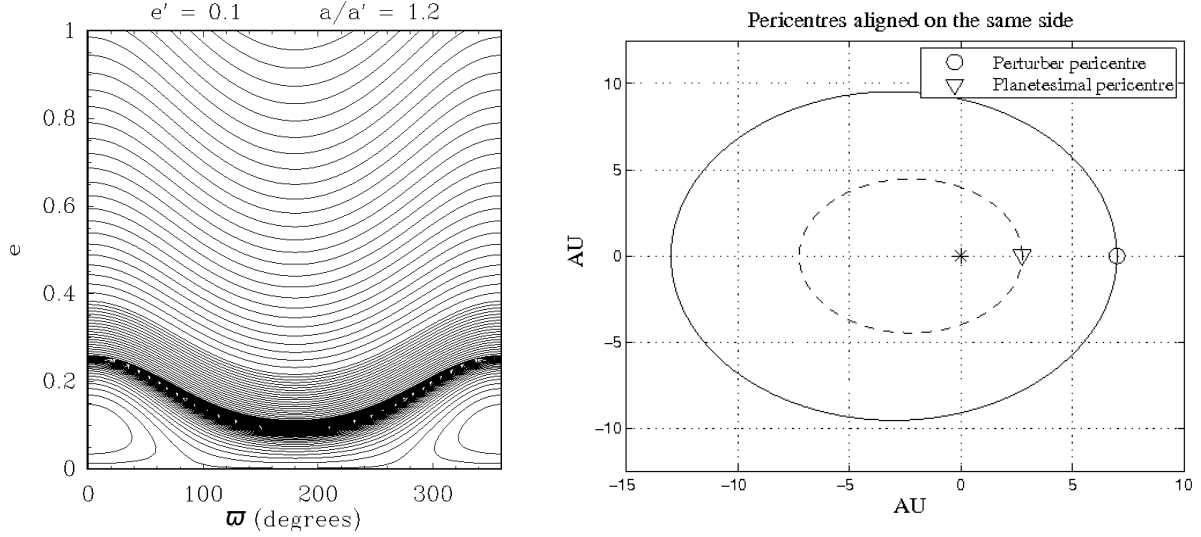 e' = 0.1 a/a' = 1.2
1
0.8
0.6
0.4
0.2
0
e
0 100 200 300
ϖ (degrees)
Pericentres aligned on the same side
Perturber pericentre
Planetesimal pericentre
10
5
0
−5
−10
AU
−15 −10 −5 0 5 10
AU